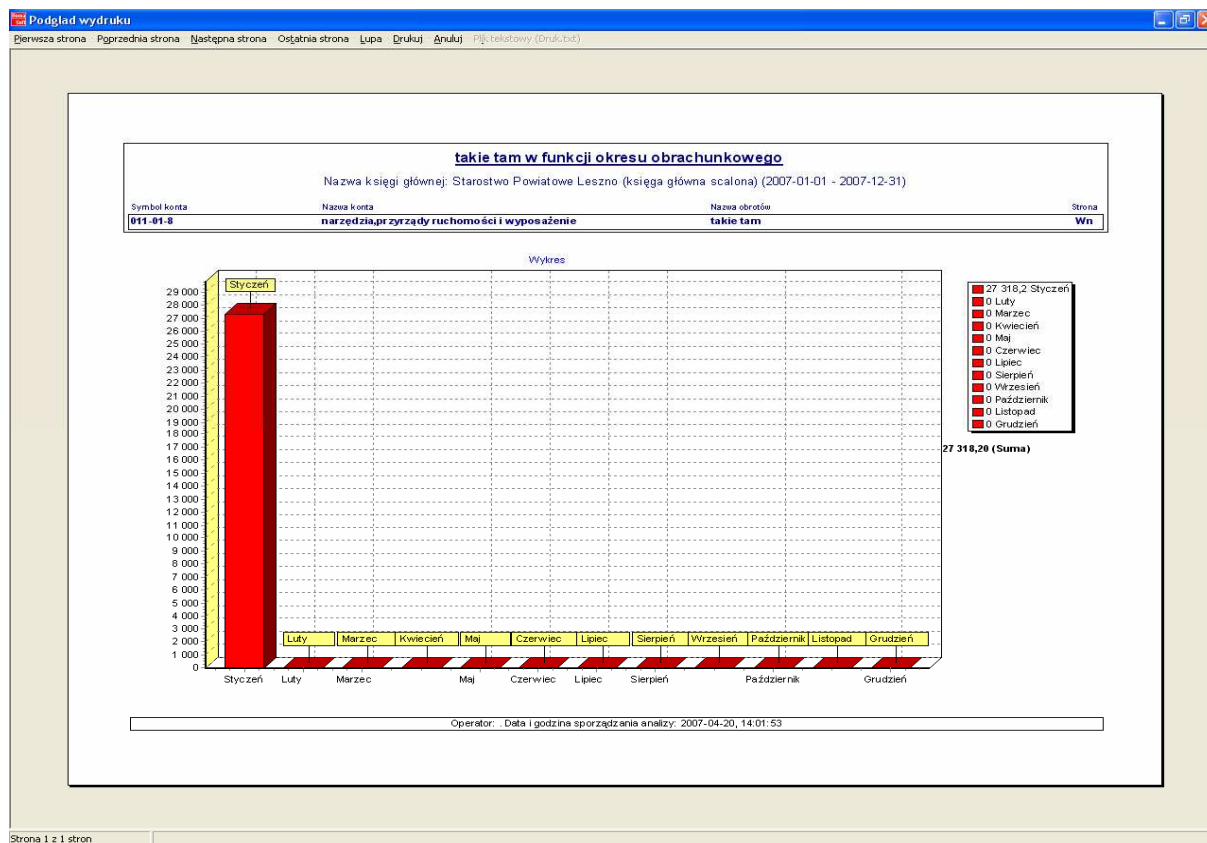 Podgląd wydruku
Pierwsza strona Poprzednia strona Następna strona Ostatnia strona Lupa Drukuj Anuluj Plik tekstowy (Druk.txt)
takie tam w funkcji okresu obrachunkowego
Nazwa księgi głównej: Starostwo Powiatowe Leszno (księga główna scalona) (2007-01-01 - 2007-12-31)
Symbol konta Nazwa konta Nazwa obrotów Strona
011-01-8 narzędzia,przyrządy ruchomości i wyposażenie takie tam Wn
Wykres
29 000
28 000
27 000
26 000
25 000
24 000
23 000
22 000
21 000
20 000
19 000
18 000
17 000
16 000
15 000
14 000
13 000
12 000
11 000
10 000
9 000
8 000
7 000
6 000
5 000
4 000
3 000
2 000
1 000
0
Styczeń
Luty Marzec Kwiecień Maj Czerwiec Lipiec Sierpień Wrzesień Październik Listopad Grudzień
Styczeń Luty Marzec Maj Czerwiec Lipiec Sierpień Październik Grudzień
27 318,2 Styczeń
0 Luty
0 Marzec
0 Kwiecień
0 Maj
0 Czerwiec
0 Lipiec
0 Sierpień
0 Wrzesień
0 Październik
0 Listopad
0 Grudzień
27 318,20 (Suma)
Operator: . Data i godzina sporządzania analizy: 2007-04-20, 14:01:53
Strona 1 z 1 stron